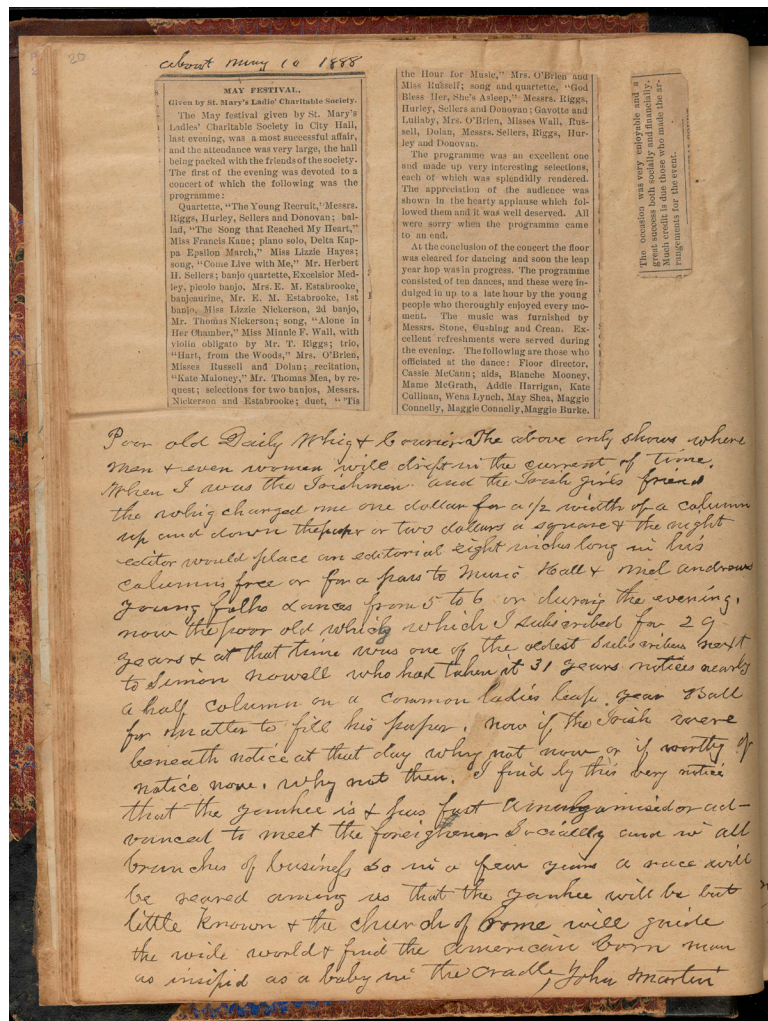 20
about may 10 1888
MAY FESTIVAL,
Given by St. Mary's Ladie' Charitable Society.
The May festival given by St. Mary's
Ladies' Charitable Society in City Hall,
last evening, was a most successful affair,
and the attendance was very large, the hall
being packed with the friends of the society.
The first of the evening was devoted to a
concert of which the following was the
programme:
Quartette, "The Young Recruit," Messrs.
Riggs, Hurley, Sellers and Donovan; bal-
lad, "The Song that Reached My Heart,"
Miss Francis Kane; piano solo, Delta Kap-
pa Epsilon March," Miss Lizzie Hayes;
song, "Come Live with Me," Mr. Herbert
H. Sellers; banjo quartette, Excelsior Med-
ley, picolo banjo, Mrs. E. M. Estabrooke,
banjeaurine, Mr. E. M. Estabrooke, 1st
banjo, Miss Lizzie Nickerson, 2d banjo,
Mr. Thomas Nickerson; song, "Alone in
Her Chamber," Miss Minnie F. Wall, with
violin obligato by Mr. T. Riggs; trio,
"Hart, from the Woods," Mrs. O'Brien,
Misses Russell and Dolan; recitation,
"Kate Maloney," Mr. Thomas Mea, by re-
quest; selections for two banjos, Messrs.
Nickerson and Estabrooke; duet, "'Tis
the Hour for Music," Mrs. O'Brien and
Miss Russell; song and quartette, "God
Bless Her, She's Asleep," Messrs. Riggs,
Hurley, Sellers and Donovan; Gavotte and
Lullaby, Mrs. O'Brien, Misses Wall, Rus-
sell, Dolan, Messrs. Sellers, Riggs, Hur-
ley and Donovan.
The programme was an excellent one
and made up very interesting selections,
each of which was splendidly rendered.
The appreciation of the audience was
shown in the hearty applause which fol-
lowed them and it was well deserved. All
were sorry when the programme came
to an end.
At the conclusion of the concert the floor
was cleared for dancing and soon the leap
year hop was in progress. The programme
consisted of ten dances, and these were in-
dulged in up to a late hour by the young
people who thoroughly enjoyed every mo-
ment. The music was furnished by
Messrs. Stone, Cushing and Crean. Ex-
cellent refreshments were served during
the evening. The following are those who
officiated at the dance: Floor director,
Cassie McCann; aids, Blanche Mooney,
Mame McGrath, Addie Harrigan, Kate
Cullinan, Wena Lynch, May Shea, Maggie
Connelly, Maggie Connelly, Maggie Burke.
The occasion was very enjoyable and a
great success both socially and financially.
Much credit is due those who made the ar-
rangements for the event.
Poor old Daily Whig & Courier The above only shows where
men & even women will drift in the current of time.
When I was the Irishmen and the Irish girls friend
the whig charged me one dollar for a 1/2 width of a column
up and down the paper or two dollars a square & the night
editor would place an editorial eight inches long in his
columns free or for a pass to Music Hall & mcl andrews
young folks dances from 5 to 6 or during the evening.
now the poor old whig which I subscribed for 29
years & at that time was one of the oldest subscribers next
to Simon nowell who had taken it 31 years notices nearly
a half column on a common ladies leap year Ball
for matter to fill his paper. now if the Irish were
beneath notice at that day why not now or if worthy of
notice now. why not then. I find by this very notice
that the yankee is & has fast amalgamised or ad-
vanced to meet the foreighener Socially and in all
branches of business so in a few years a race will
be reared among us that the yankee will be but
little known & the church of Rome will guide
the wide world & find the american born man
as insipid as a baby in the cradle, John Martin